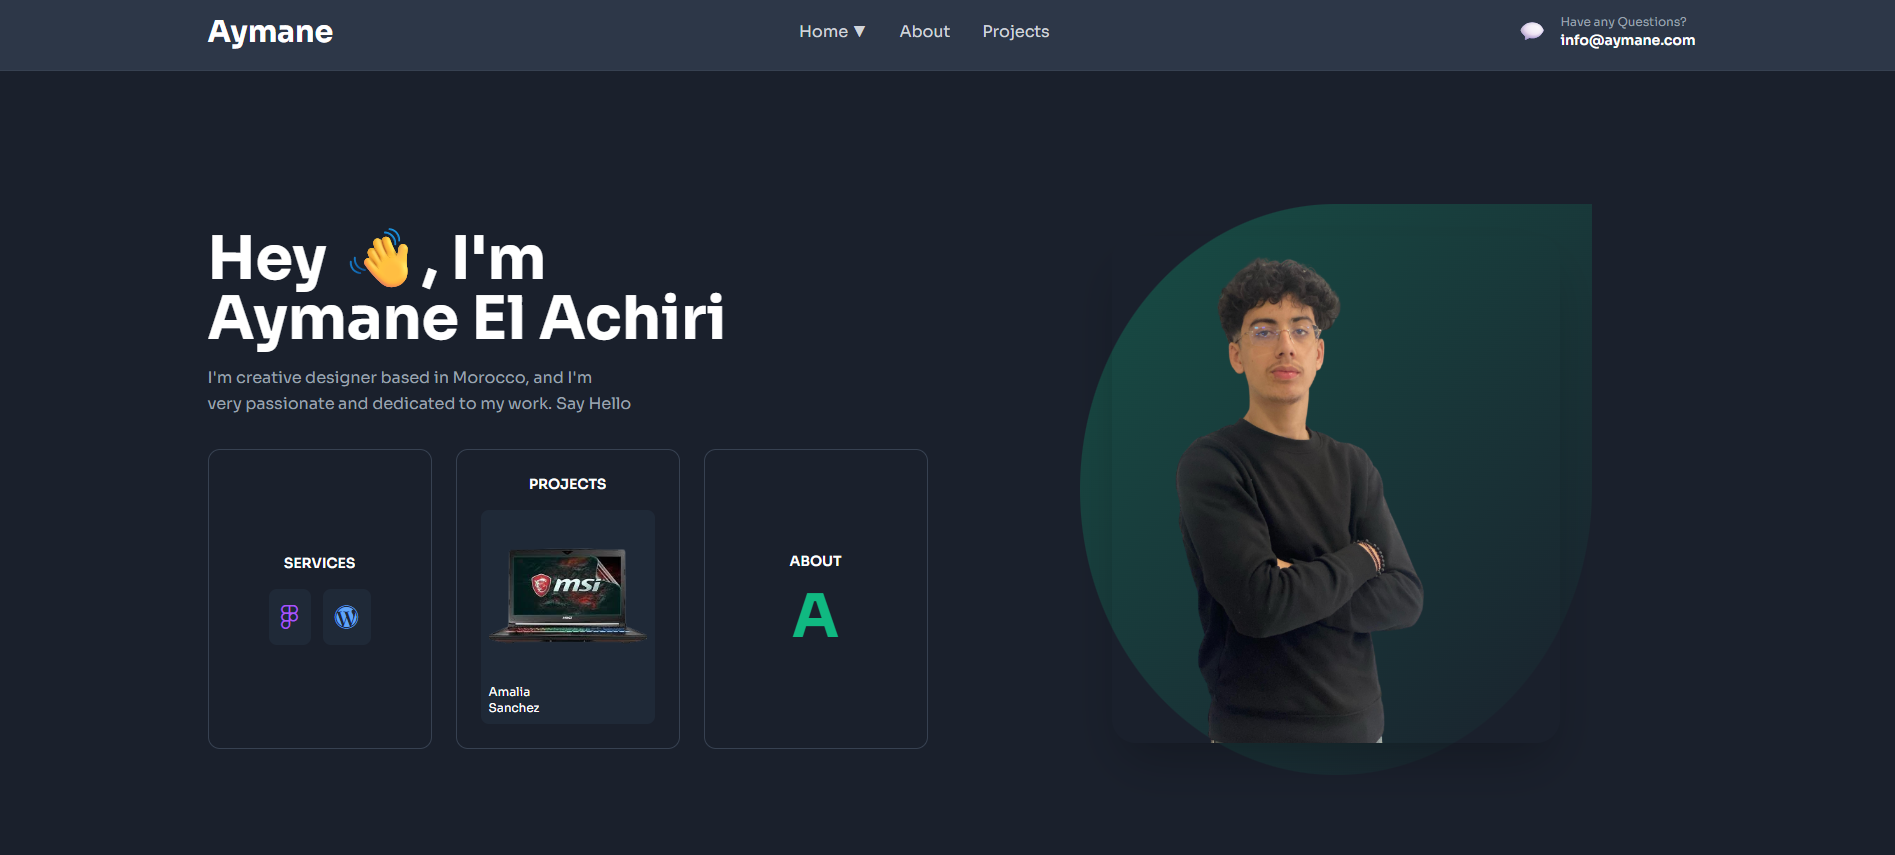 Aymane
Home ▼ About Projects
Have any Questions?
info@aymane.com
Hey 👋, I'm
Aymane El Achiri
I'm creative designer based in Morocco, and I'm
very passionate and dedicated to my work. Say Hello
SERVICES
PROJECTS
msi
Amalia
Sanchez
ABOUT
A